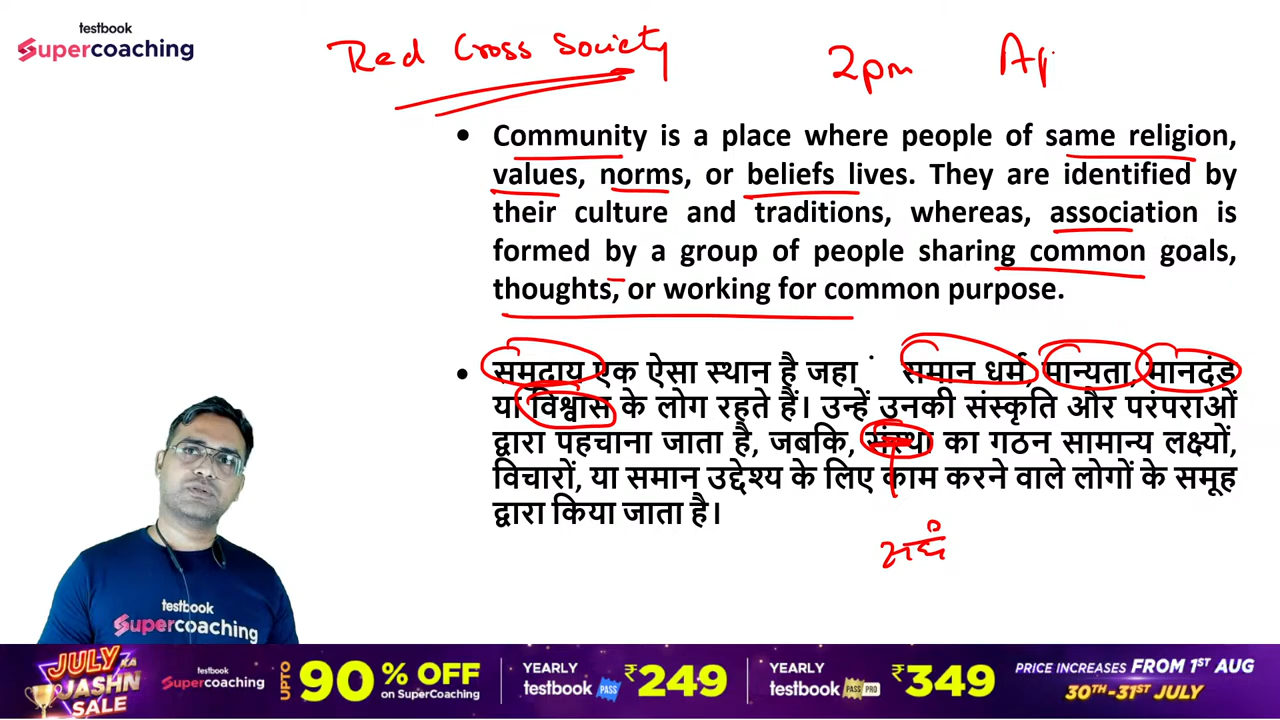 testbook
Supercoaching
Red Cross Society
2pm
Community is a place where people of same religion,
values, norms, or beliefs lives. They are identified by
their culture and traditions, whereas, association is
formed by a group of people sharing common goals,
thoughts, or working for common purpose.
समुदाय एक ऐसा स्थान है जहा समान धर्म, मान्यता, मानदंड
या विश्वास के लोग रहते हैं। उन्हें उनकी संस्कृति और परंपराओं
द्वारा पहचाना जाता है, जबकि, संस्था का गठन सामान्य लक्ष्यों,
विचारों, या समान उद्देश्य के लिए काम करने वाले लोगों के समूह
द्वारा किया जाता है।
testbook
Supercoaching
JULY KA
JASHN
SALE
testbook
Supercoaching
UPTO
90% OFF
on SuperCoaching
YEARLY
testbook PASS
₹249
YEARLY
testbook PASS PRO
₹349
PRICE INCREASES FROM 1ST AUG
30TH-31ST JULY